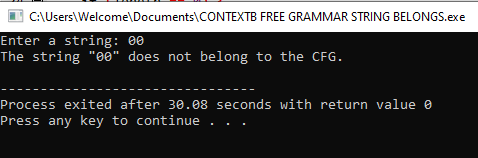 C:\Users\Welcome\Documents\CONTEXTB FREE GRAMMAR STRING BELONGS.exe
Enter a string: 00
The string "00" does not belong to the CFG.
--------------------------------
Process exited after 30.08 seconds with return value 0
Press any key to continue . . .